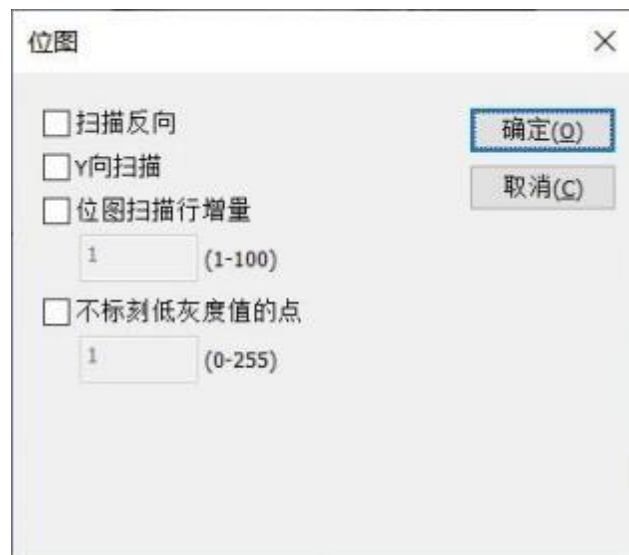 位图
扫描反向
确定(O)
Y向扫描
取消(C)
位图扫描行增量
1 (1-100)
不标刻低灰度值的点
1 (0-255)